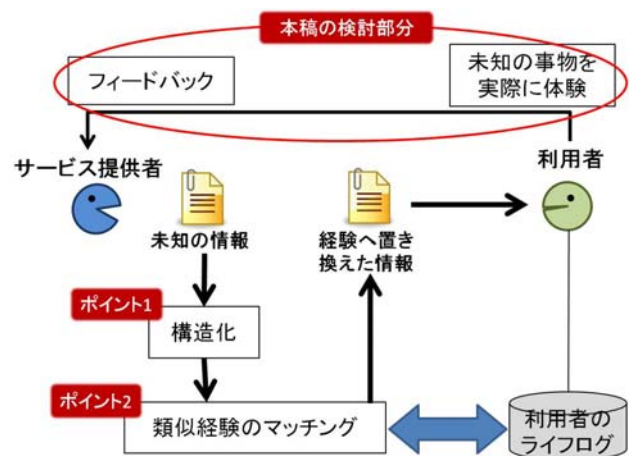 本稿の検討部分
フィードバック
未知の事物を
実際に体験
サービス提供者
利用者
未知の情報
経験へ置き
換えた情報
ポイント1
構造化
ポイント2
類似経験のマッチング
利用者の
ライフログ